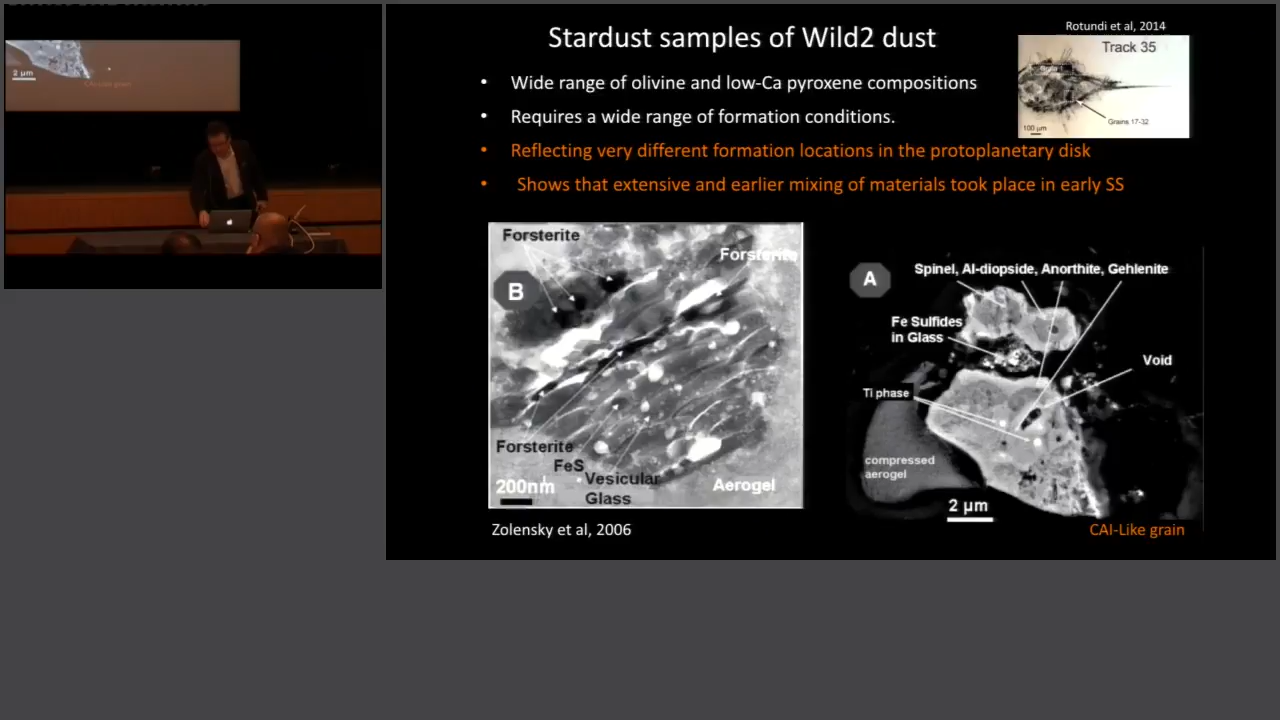 2 µm
Stardust samples of Wild2 dust
• Wide range of olivine and low-Ca pyroxene compositions
• Requires a wide range of formation conditions.
• Reflecting very different formation locations in the protoplanetary disk
• Shows that extensive and earlier mixing of materials took place in early SS
Rotundi et al, 2014
Track 35
Grains 17-32
100 µm
Forsterite
Forsterite
B
Forsterite
FeS
Vesicular
Glass
200nm
Aerogel
Zolensky et al, 2006
A
Spinel, Al-diopside, Anorthite, Gehlenite
Fe Sulfides
in Glass
Void
Ti phase
compressed
aerogel
2 µm
CAI-Like grain